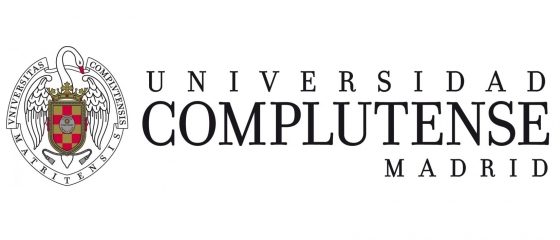 VNIVERSITAS COMPLVTENSIS
MATRITENSIS
UNIVERSIDAD
COMPLUTENSE
MADRID